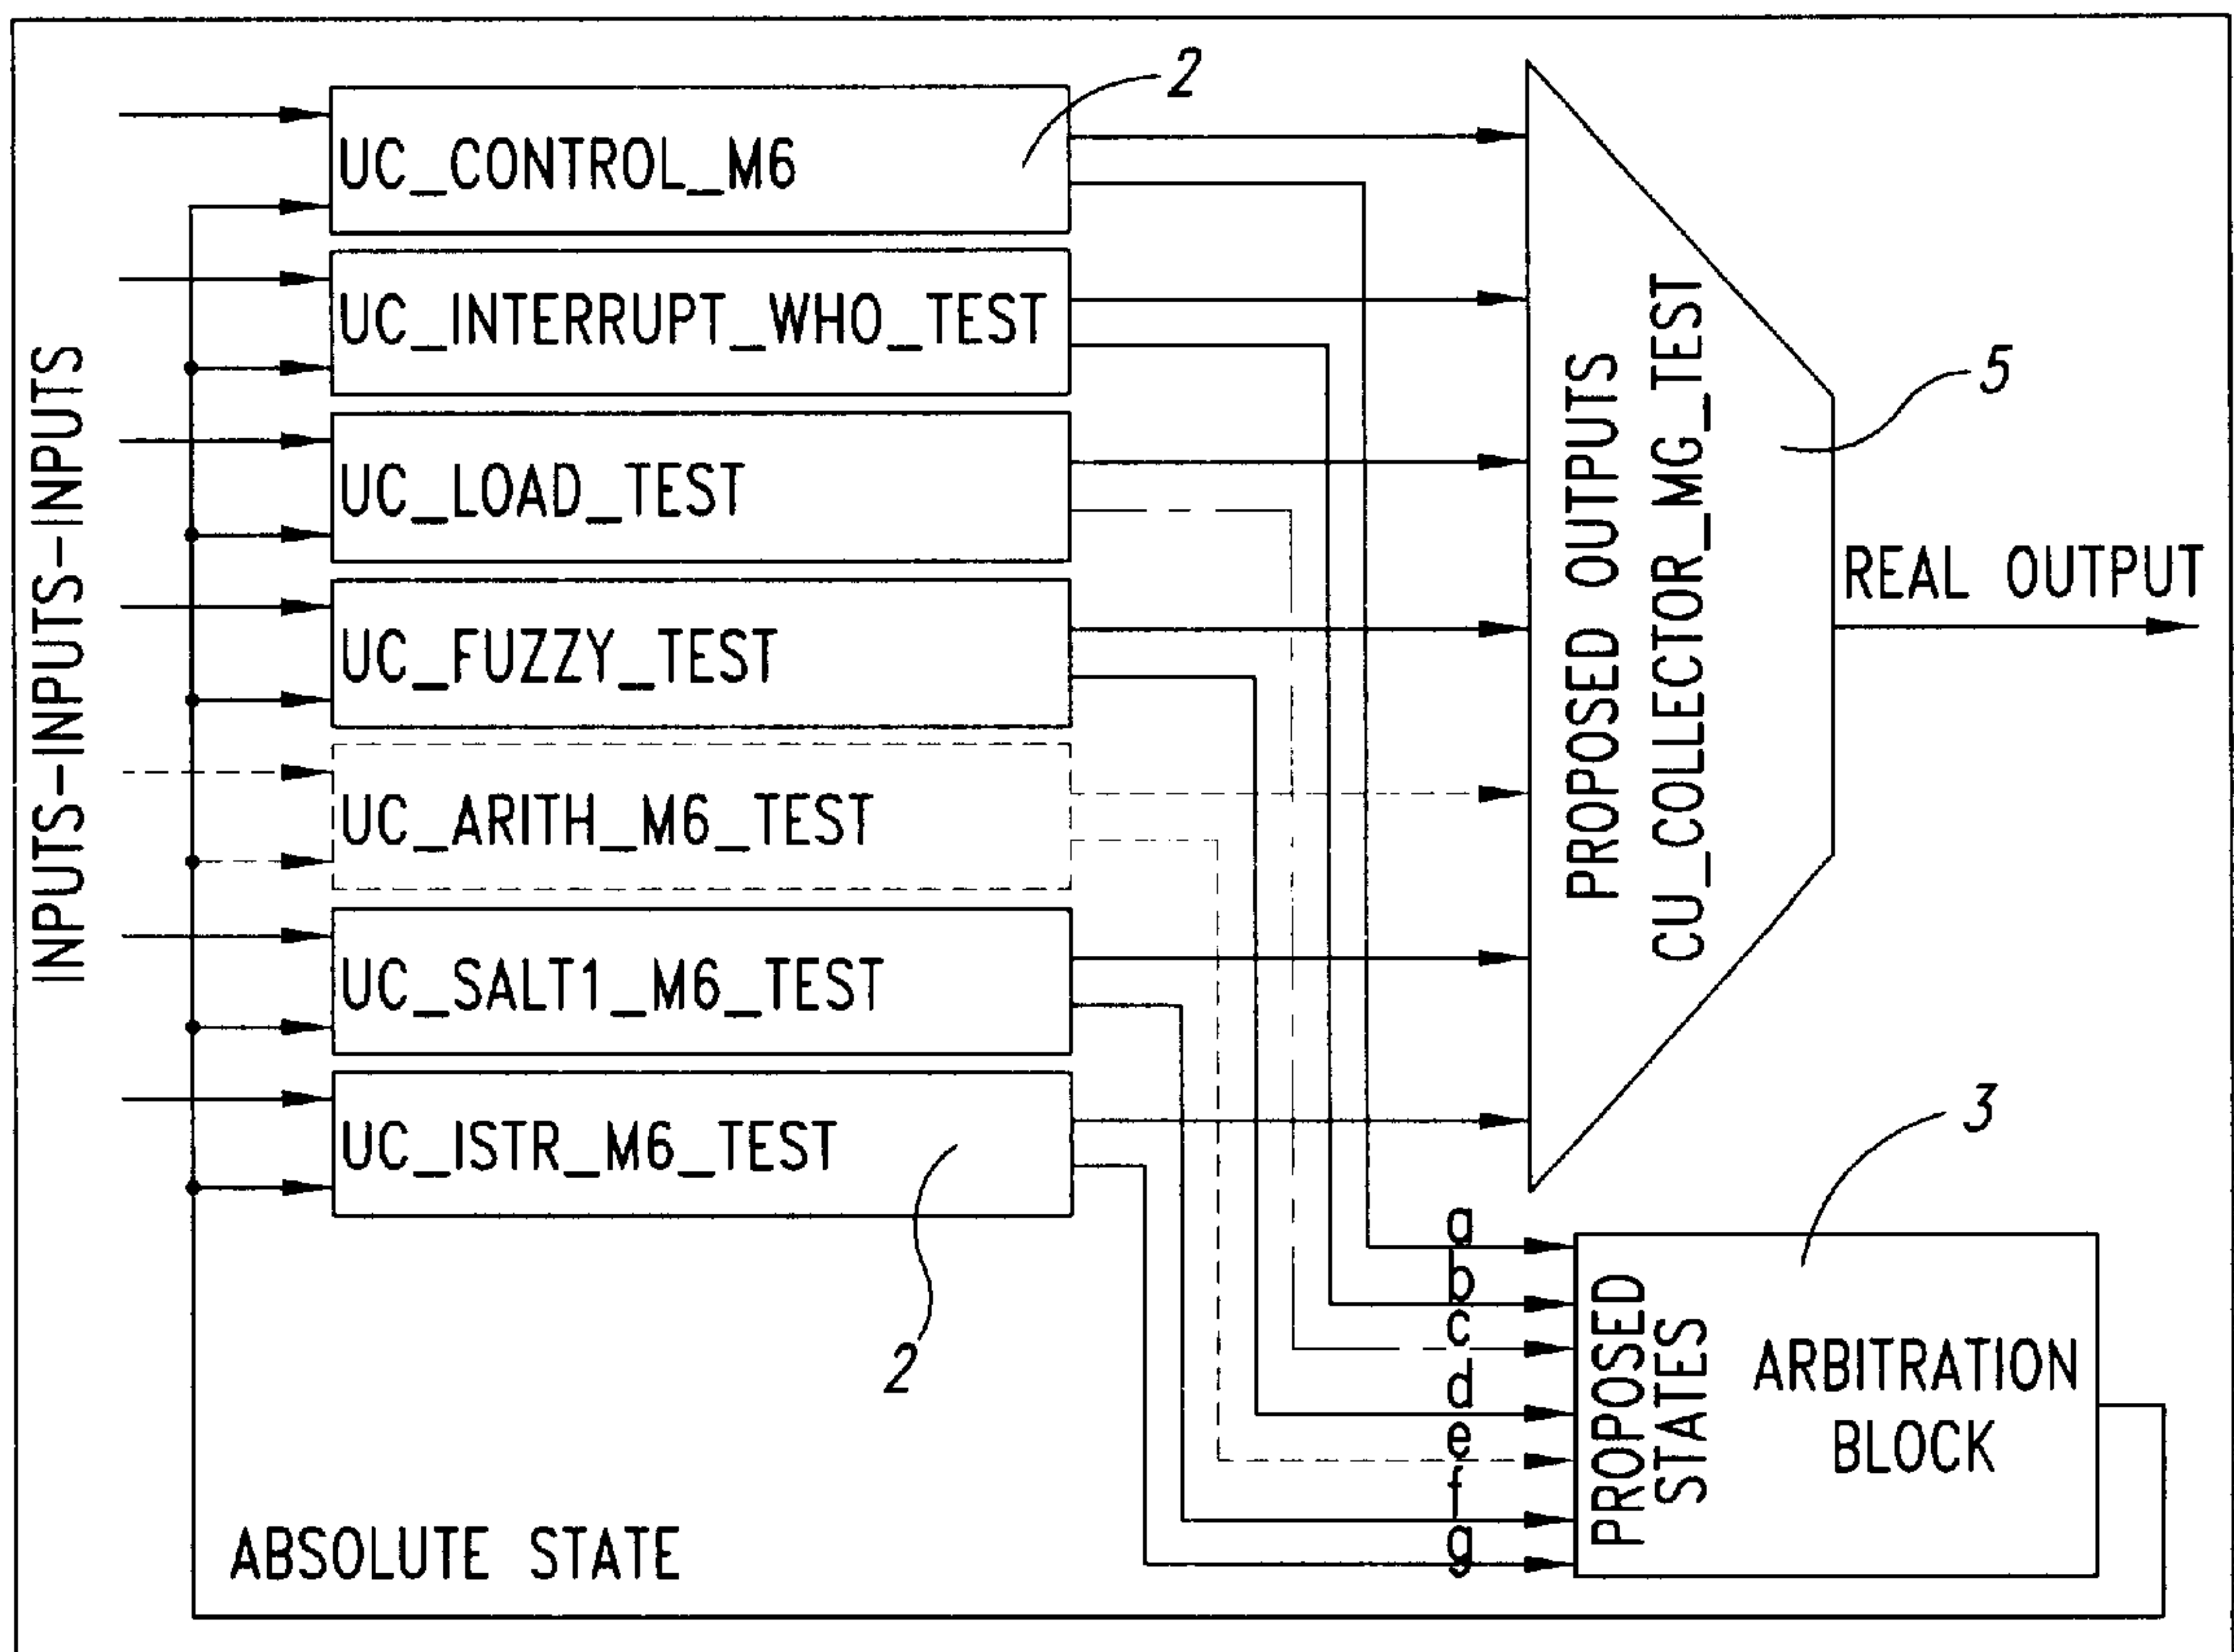 INPUTS-INPUTS-INPUTS
UC_CONTROL_M6
2
UC_INTERRUPT_WHO_TEST
UC_LOAD_TEST
UC_FUZZY_TEST
UC_ARITH_M6_TEST
UC_SALT1_M6_TEST
UC_ISTR_M6_TEST
2
PROPOSED OUTPUTS
CU_COLLECTOR_MG_TEST
5
REAL OUTPUT
3
a
b
c
d
e
f
g
PROPOSED
STATES
ARBITRATION
BLOCK
ABSOLUTE STATE